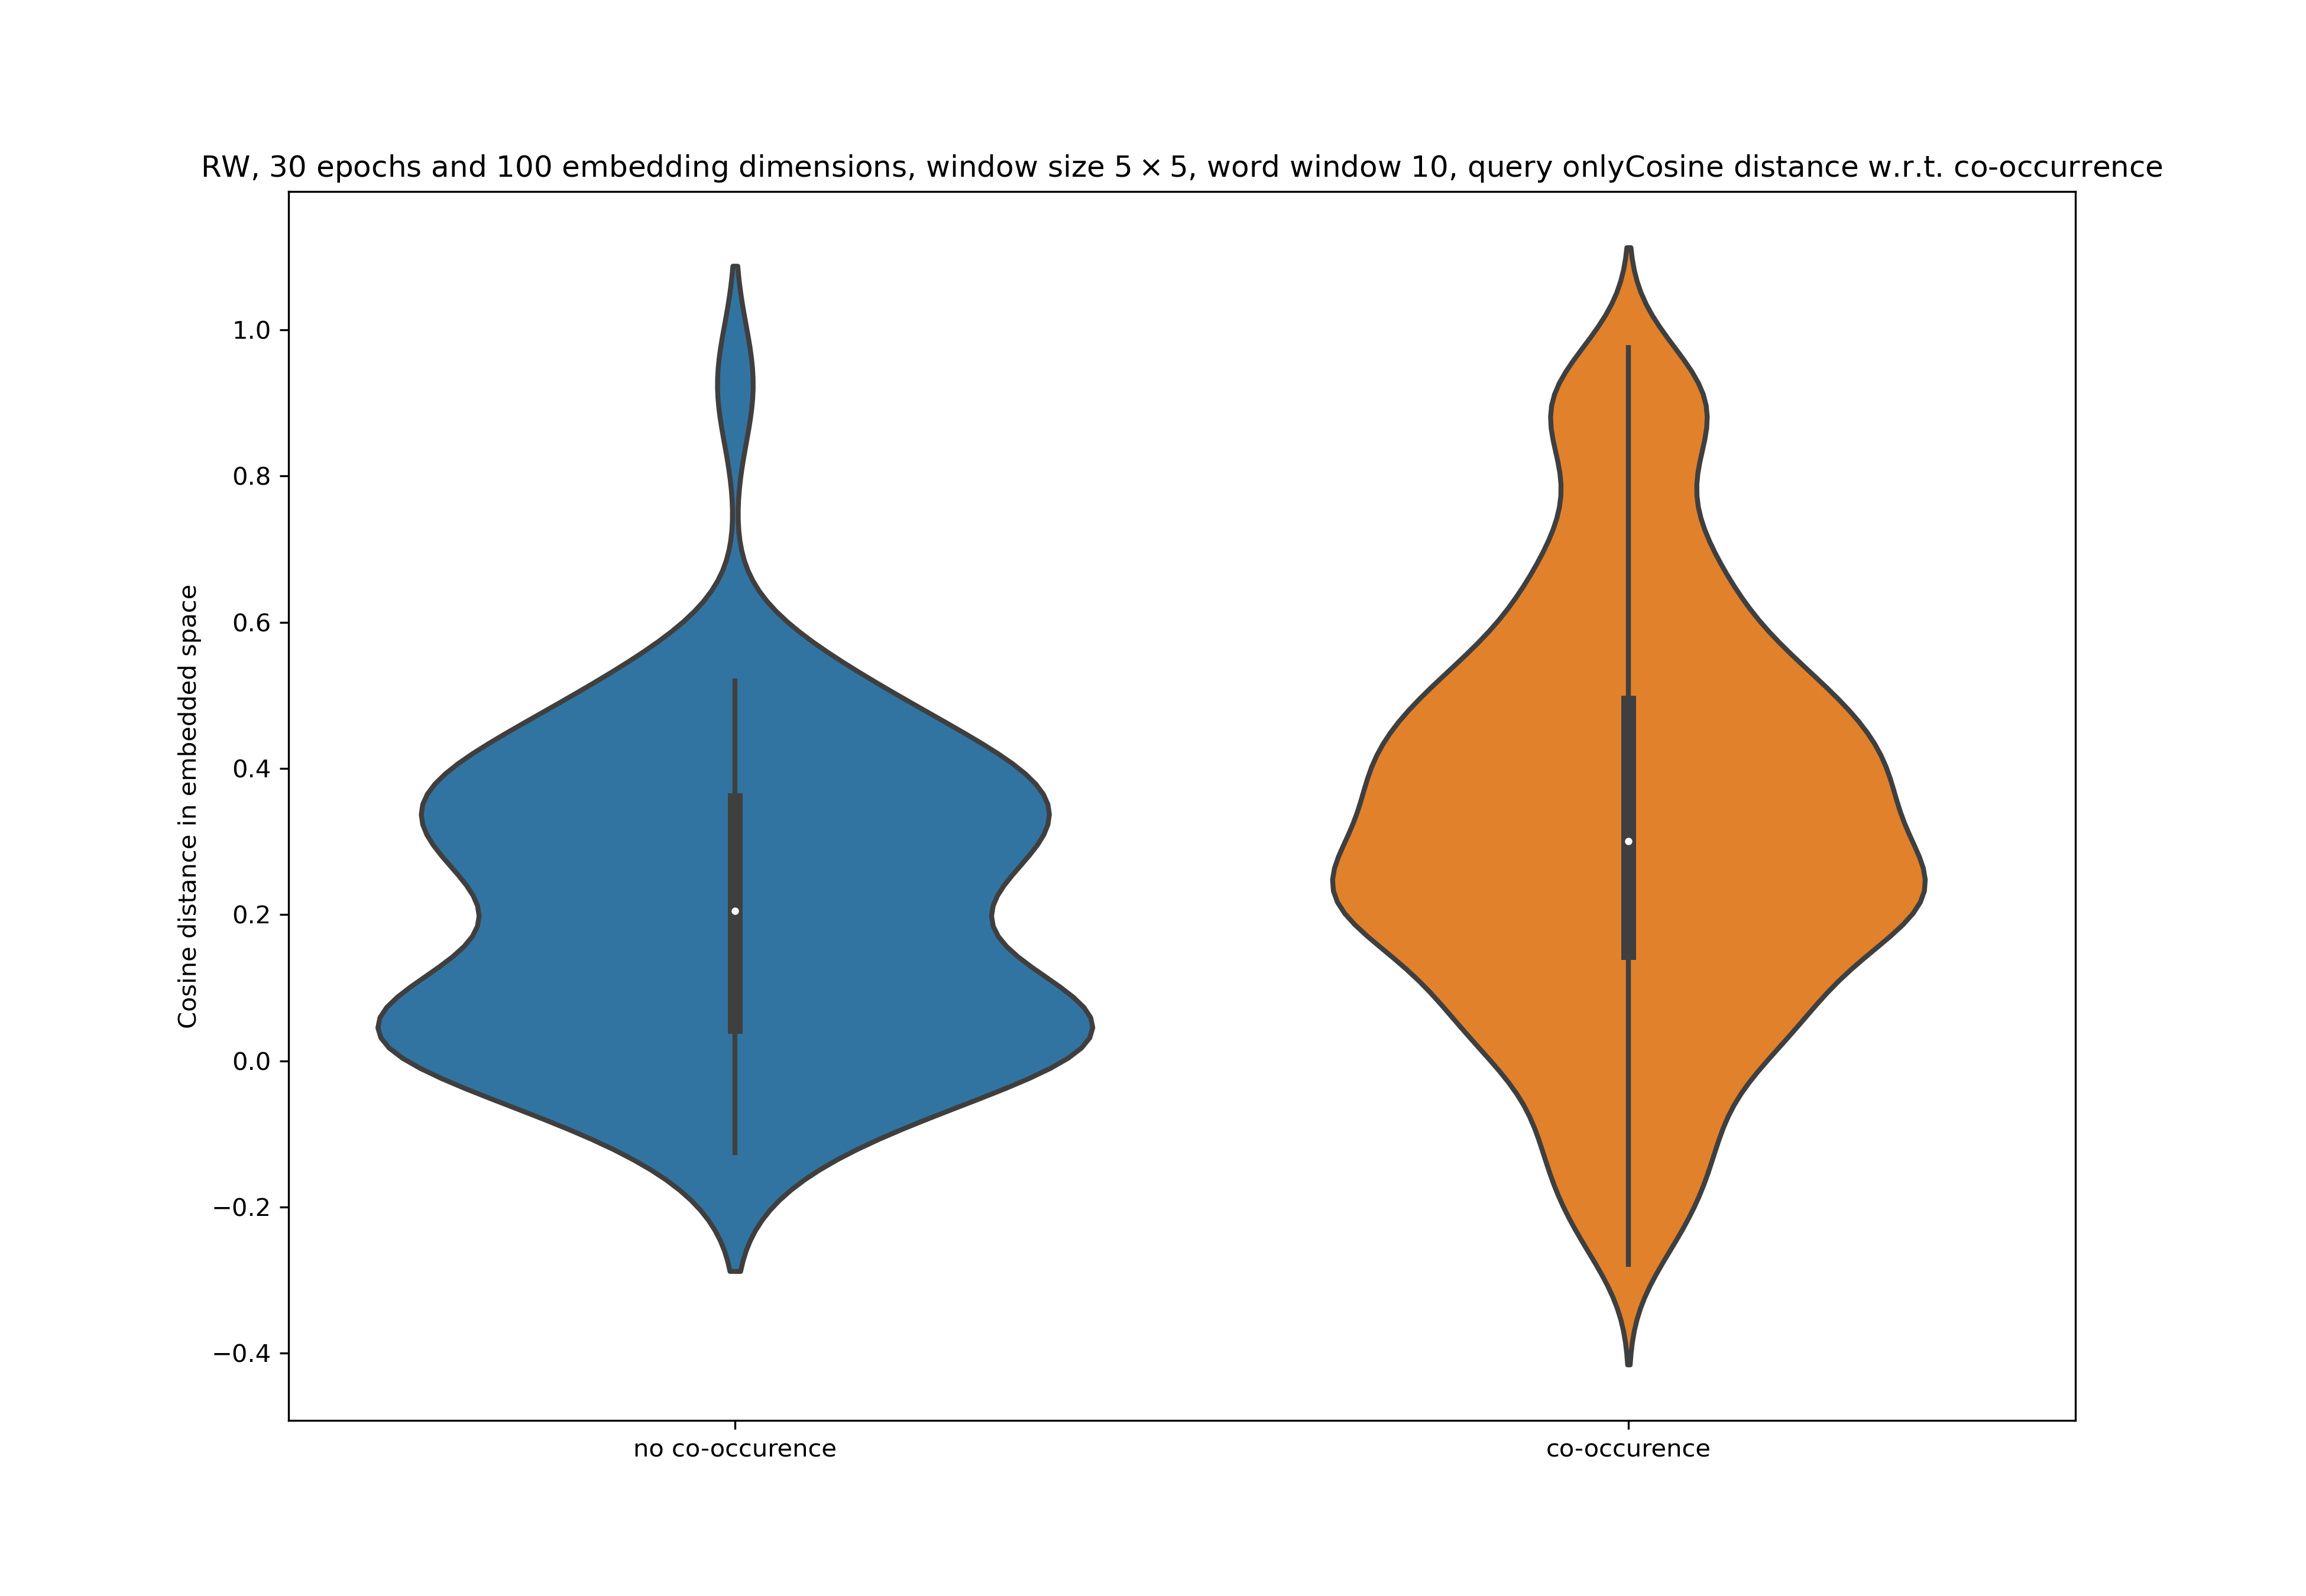 RW, 30 epochs and 100 embedding dimensions, window size 5 × 5, word window 10, query onlyCosine distance w.r.t. co-occurrence
Cosine distance in embedded space
1.0
0.8
0.6
0.4
0.2
0.0
−0.2
−0.4
no co-occurence
co-occurence